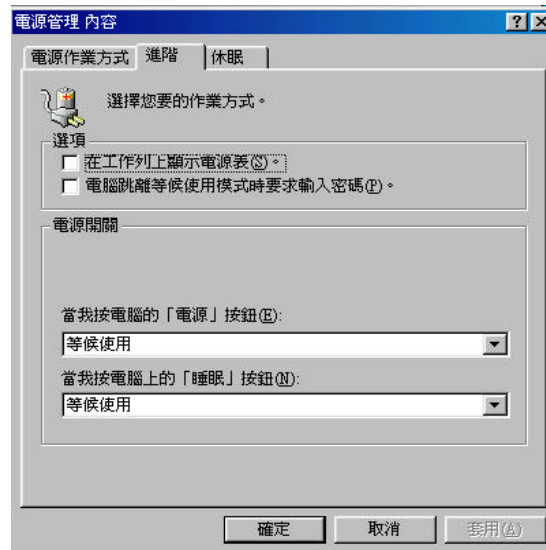 電源管理 內容
電源作業方式 進階 休眠
選擇您要的作業方式。
選項
在工作列上顯示電源表(S)。
電腦跳離等候使用模式時要求輸入密碼(P)。
電源開關
當我按電腦的「電源」按鈕(E):
等候使用
當我按電腦上的「睡眠」按鈕(N):
等候使用
確定 取消 套用(A)